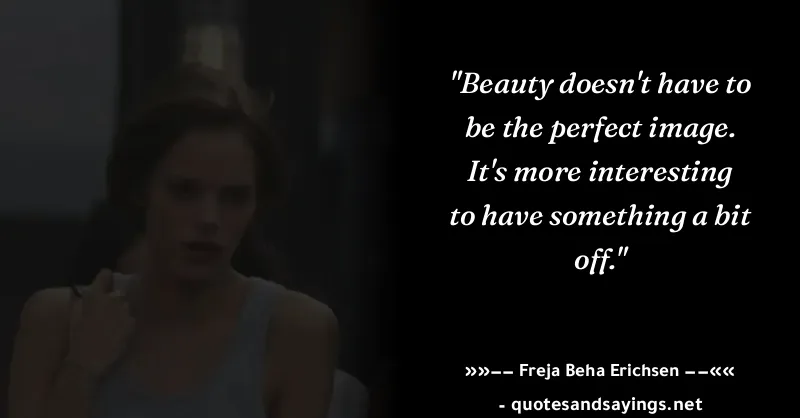 "Beauty doesn't have to
be the perfect image.
It's more interesting
to have something a bit
off."
»»−− Freja Beha Erichsen −−««
- quotesandsayings.net